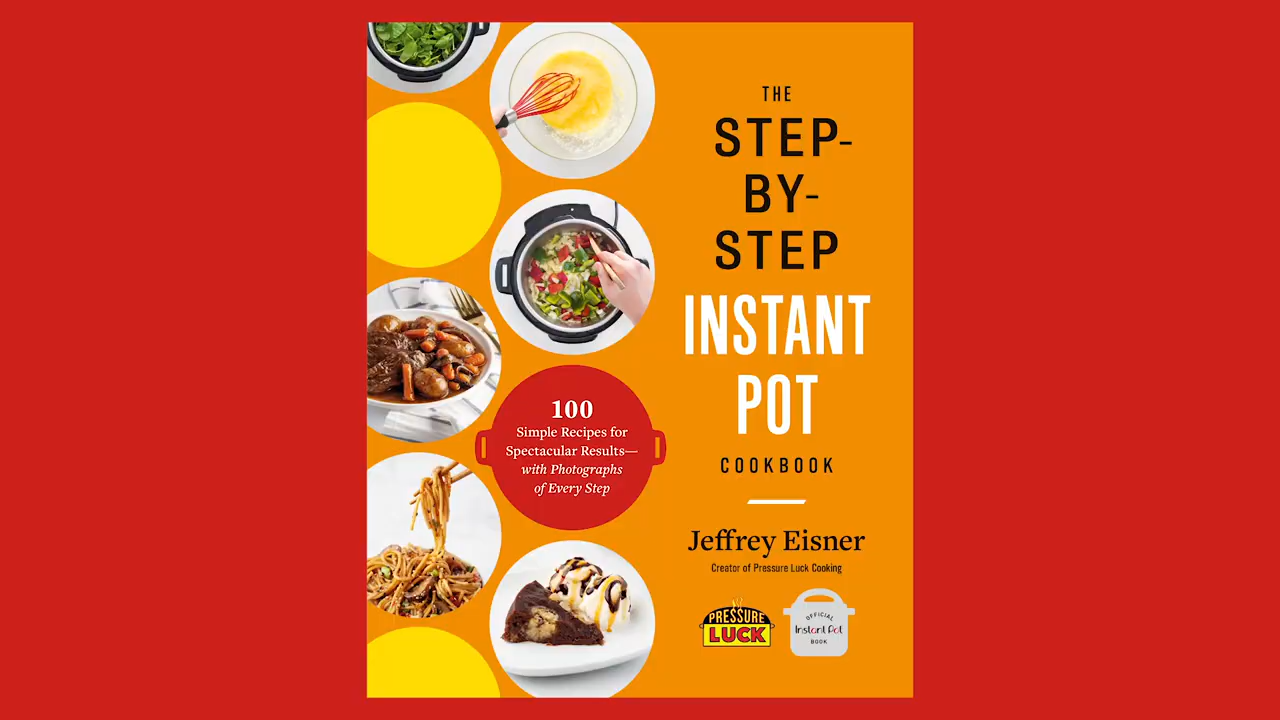 THE
STEP-
BY-
STEP
INSTANT
POT
COOKBOOK
100
Simple Recipes for
Spectacular Results—
with Photographs
of Every Step
Jeffrey Eisner
Creator of Pressure Luck Cooking
PRESSURE
LUCK
OFFICIAL
Instant Pot
BOOK